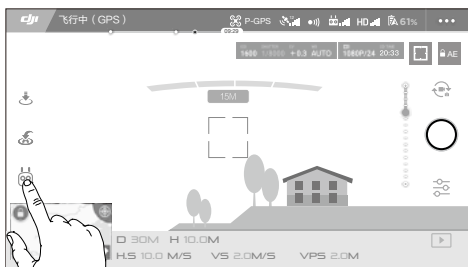 dji 飞行中（GPS） P-GPS HD 61%
09:29
ISO 1600 SHUTTER 1/8000 EV +0.3 WB AUTO 1080P/24 20:33 AE
15M
D 30M H 10.0M
H.S 10.0 M/S VS 2.0M/S VPS 2.0M